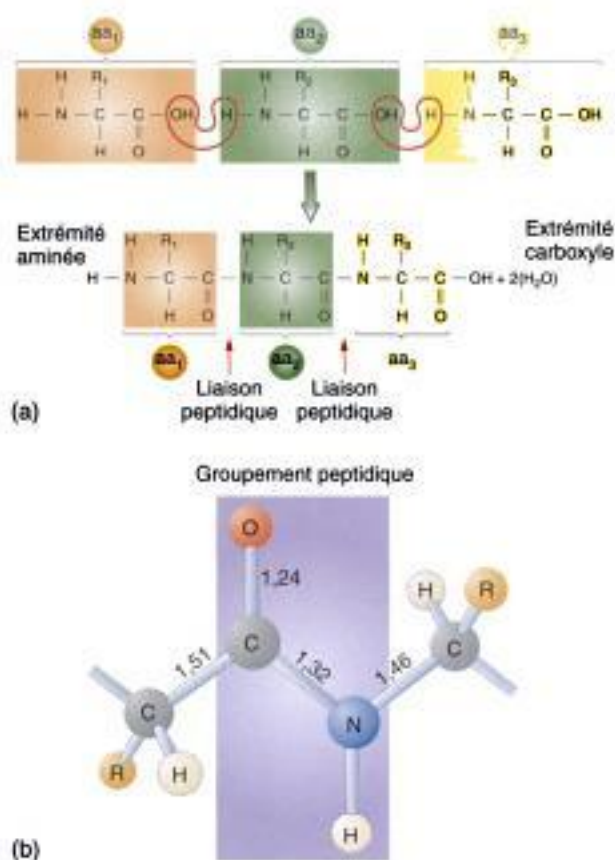 aa₁ aa₂ aa₃
H R₁ H R₂ H R₃
H – N – C – C – OH H – N – C – C – OH H – N – C – C – OH
H O H O H O
Extrémité aminée
Extrémité carboxyle
H R₁ H R₂ H R₃
H – N – C – C – N – C – C – N – C – C – OH + 2(H₂O)
H O H O H O
aa₁ aa₂ aa₃
Liaison peptidique
Liaison peptidique
(a)
Groupement peptidique
O
1,24
H R
C C
1,51 1,32 1,46
C N
R H
H
(b)